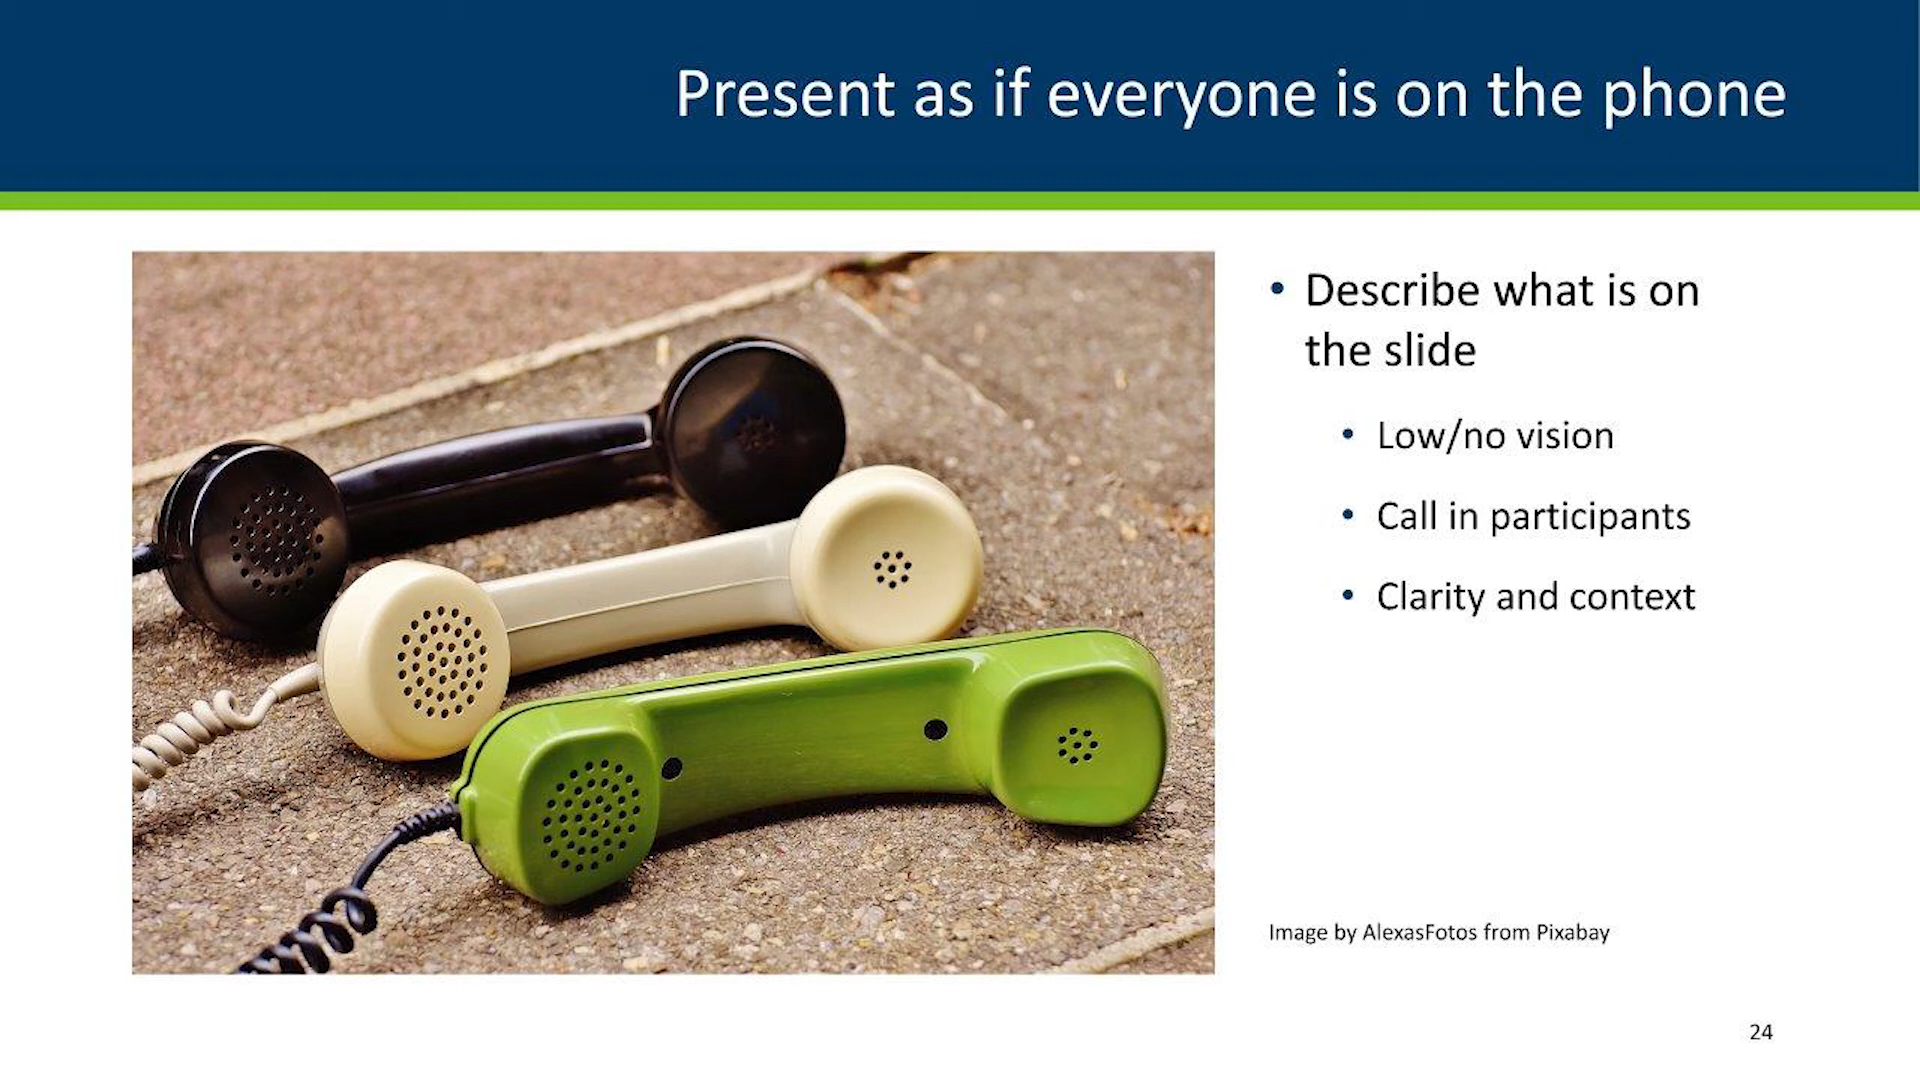 Present as if everyone is on the phone
• Describe what is on
the slide
• Low/no vision
• Call in participants
• Clarity and context
Image by AlexasFotos from Pixabay
24